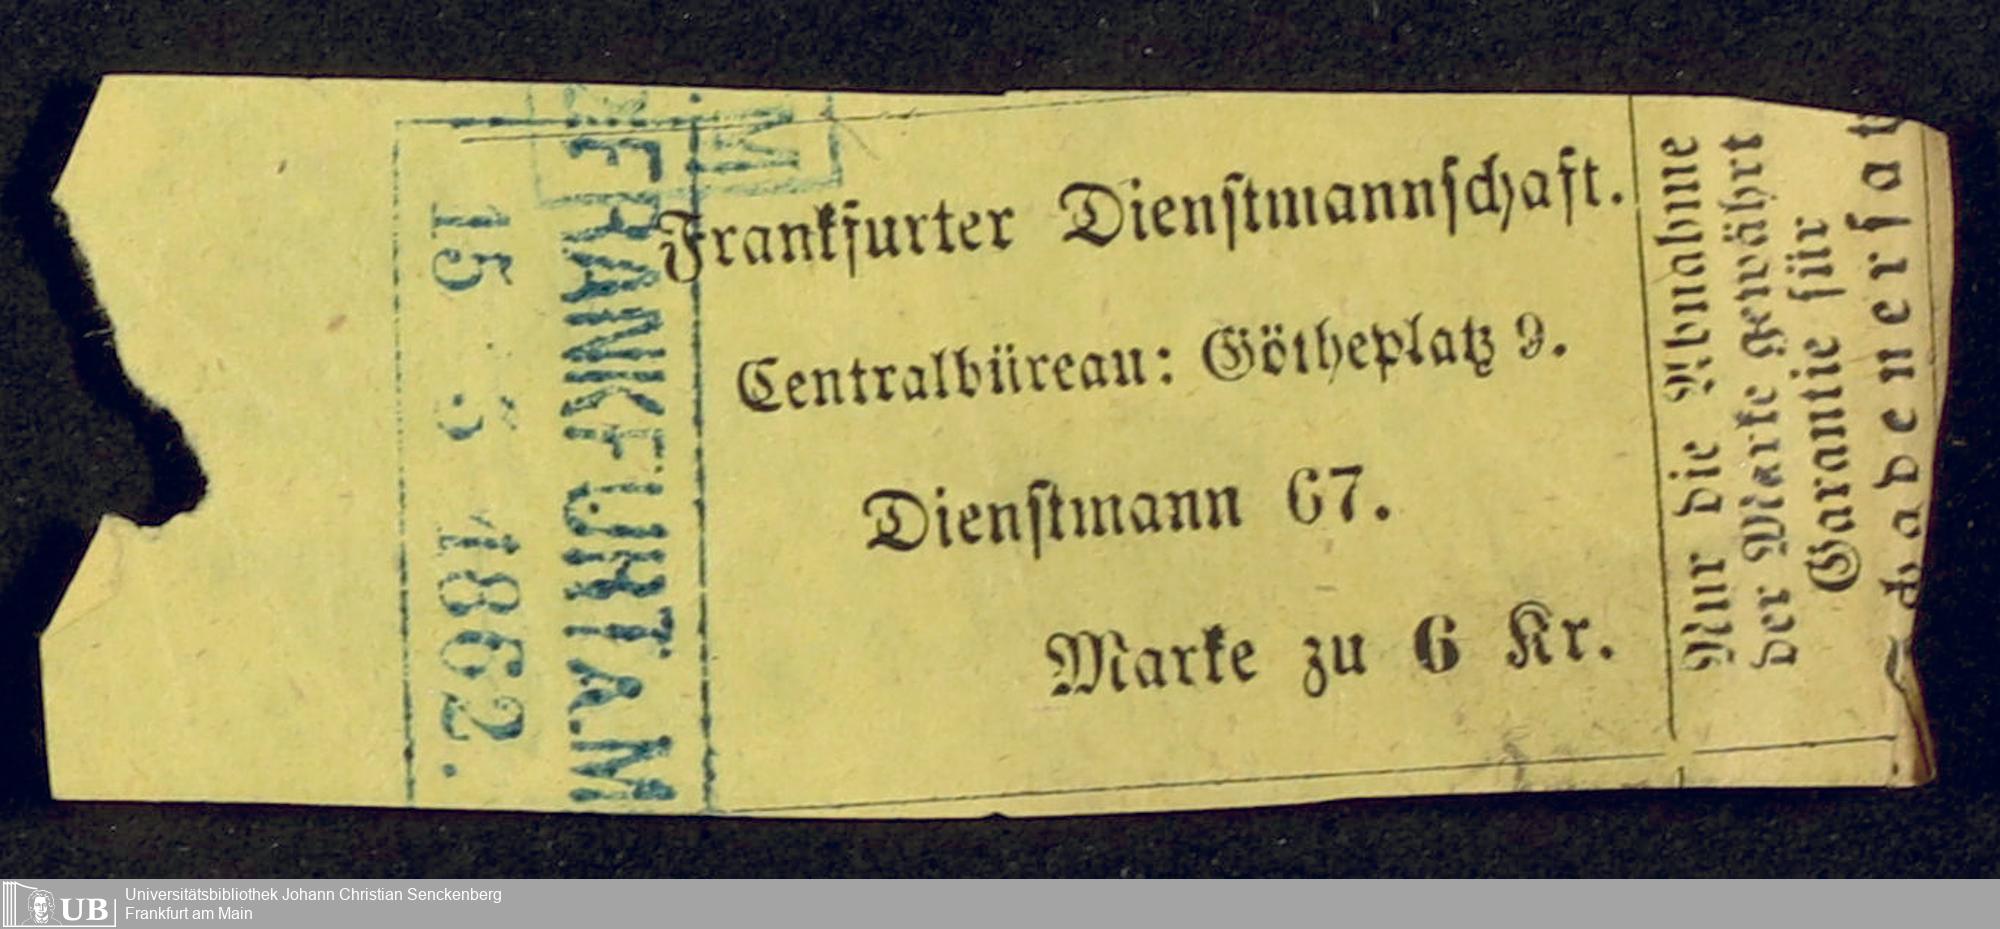 Frankfurter Dienstmannschaft.
Centralbüreau: Götheplatz 9.
Dienstmann 67.
Marke zu 6 Kr.
Nur die Abnahme
der Marke gewährt
Garantie für
FRANKFURT A. M
15 5 1862.
M
UB
Universitätsbibliothek Johann Christian Senckenberg
Frankfurt am Main